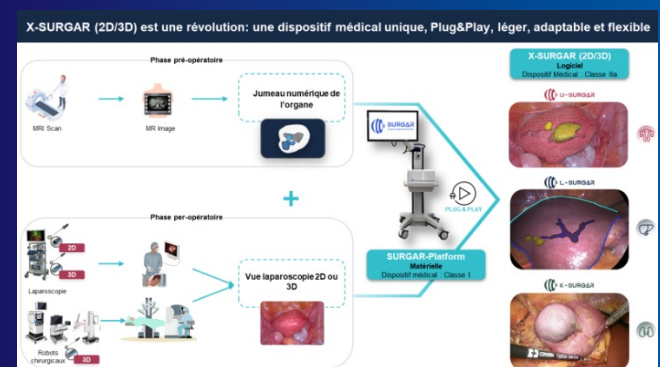 X-SURGAR (2D/3D) est une révolution: une dispositif médical unique, Plug&Play, léger, adaptable et flexible
Phase pré-opératoire
MRI Scan
MR Image
Jumeau numérique de
l'organe
+
Phase per-opératoire
2D
3D
Laparoscopie
Robots
chirurgicaux
3D
Vue laparoscopie 2D ou
3D
SURGAR
PLUG & PLAY
SURGAR-Platform
Matérielle
Dispositif médical : Classe I
X-SURGAR (2D/3D)
Logiciel
Dispositif Médical : Classe IIa
U-SURGAR
L-SURGAR
K-SURGAR